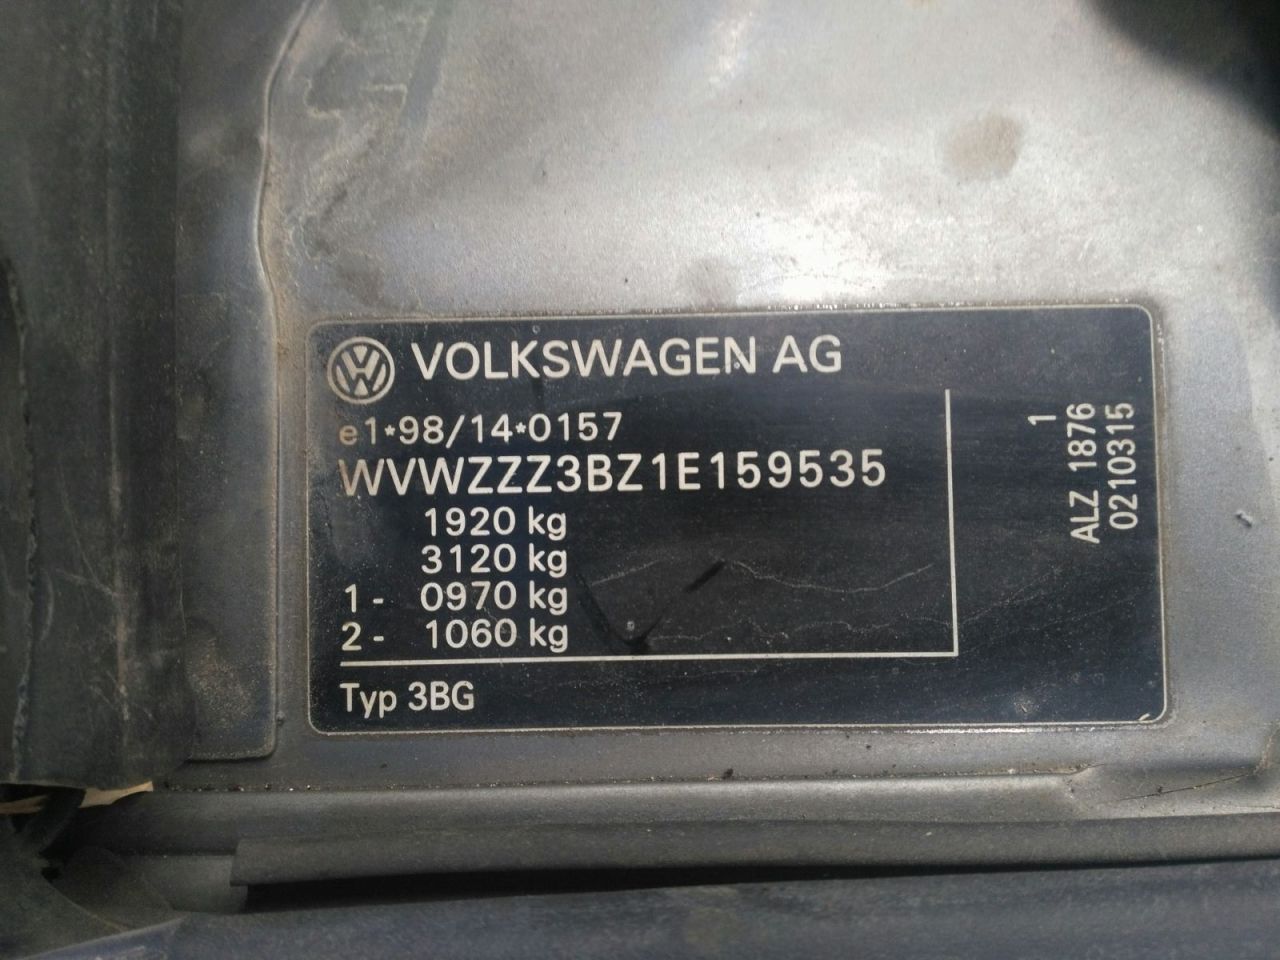 VOLKSWAGEN AG
e1*98/14*0157
WVWZZZ3BZ1E159535
1920 kg
3120 kg
1- 0970 kg
2- 1060 kg
Typ 3BG
1
ALZ 1876
0210315